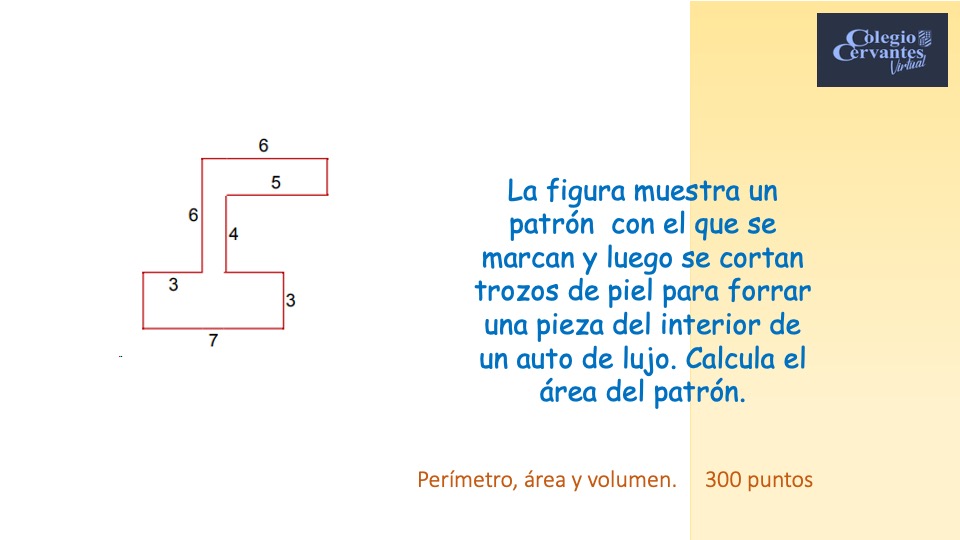 Colegio
Cervantes
Virtual
6
5
6
4
3
3
7
La figura muestra un
patrón con el que se
marcan y luego se cortan
trozos de piel para forrar
una pieza del interior de
un auto de lujo. Calcula el
área del patrón.
Perímetro, área y volumen. 300 puntos